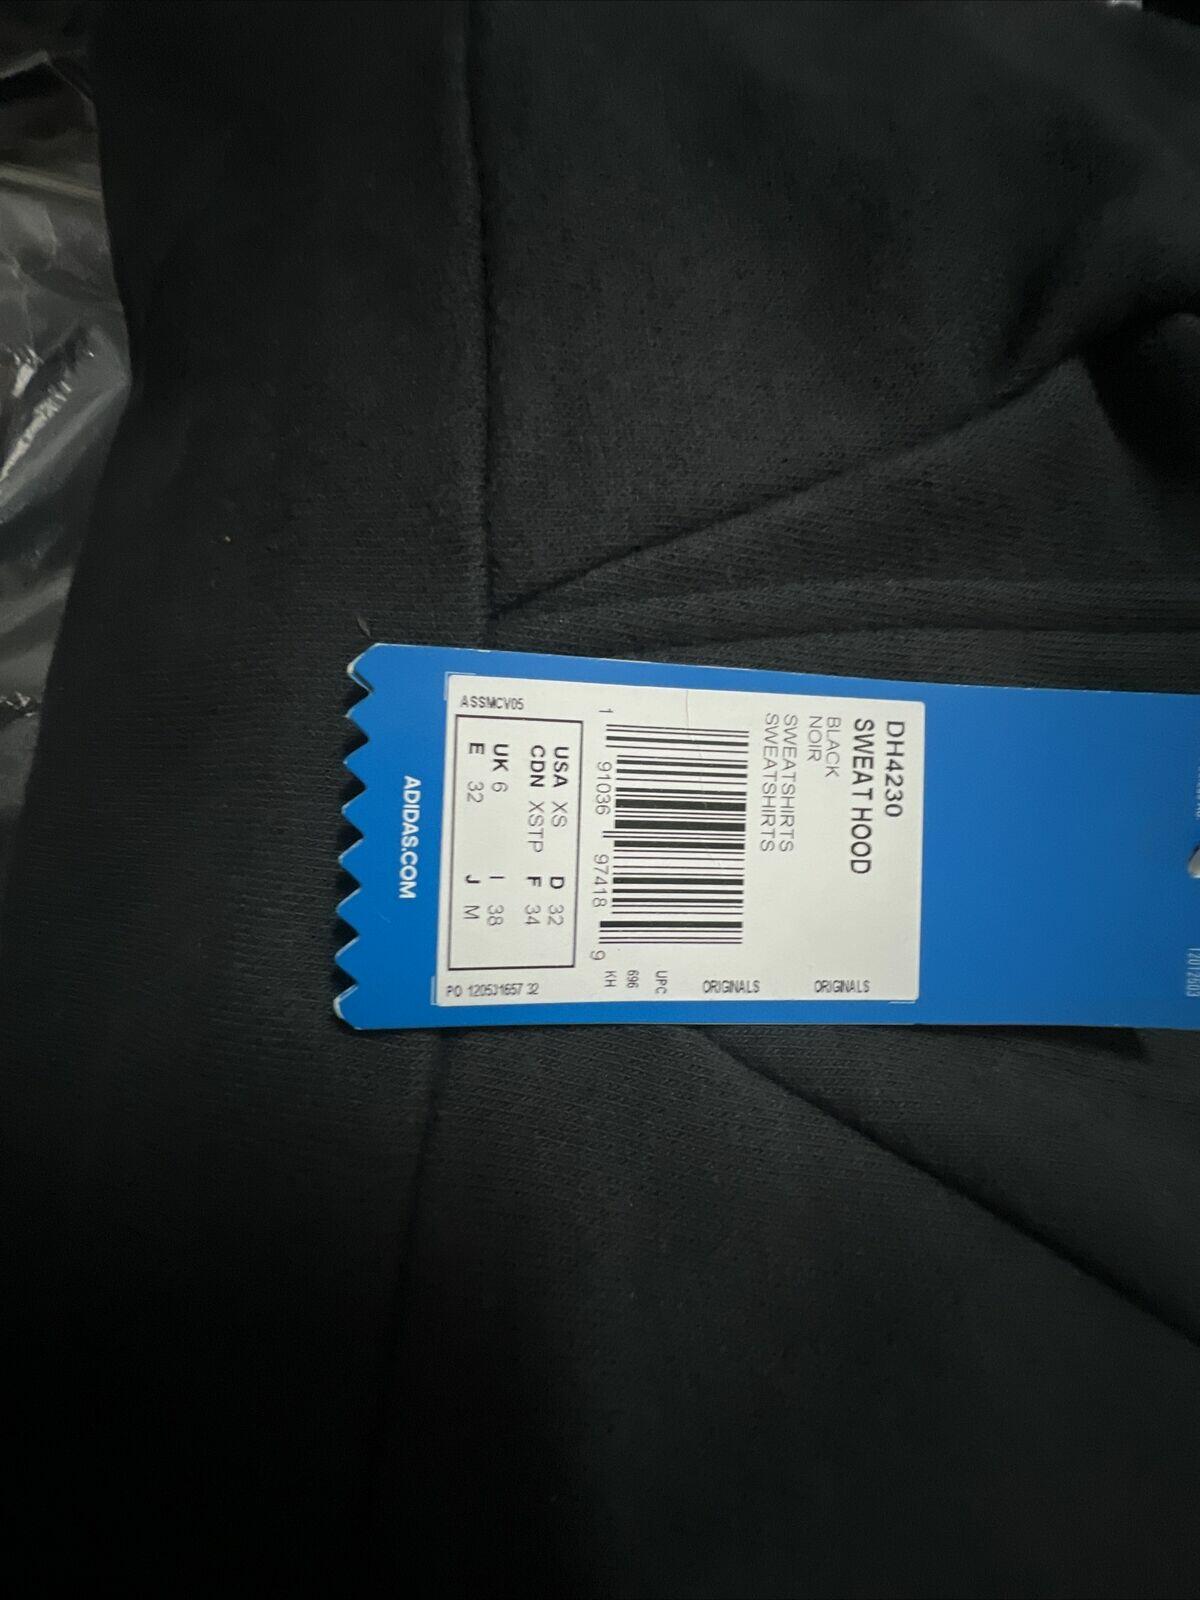 DH4230
SWEAT HOOD
BLACK
NOIR
SWEATSHIRTS
SWEATSHIRTS
ORIGINALS
ORIGINALS
UPC
696
KH
1 91036 97418 9
USA XS D 32
CDN XSTP F 34
UK 6 I 38
E 32 J M
ASSMCV05
PO 120531657 32
ADIDAS.COM